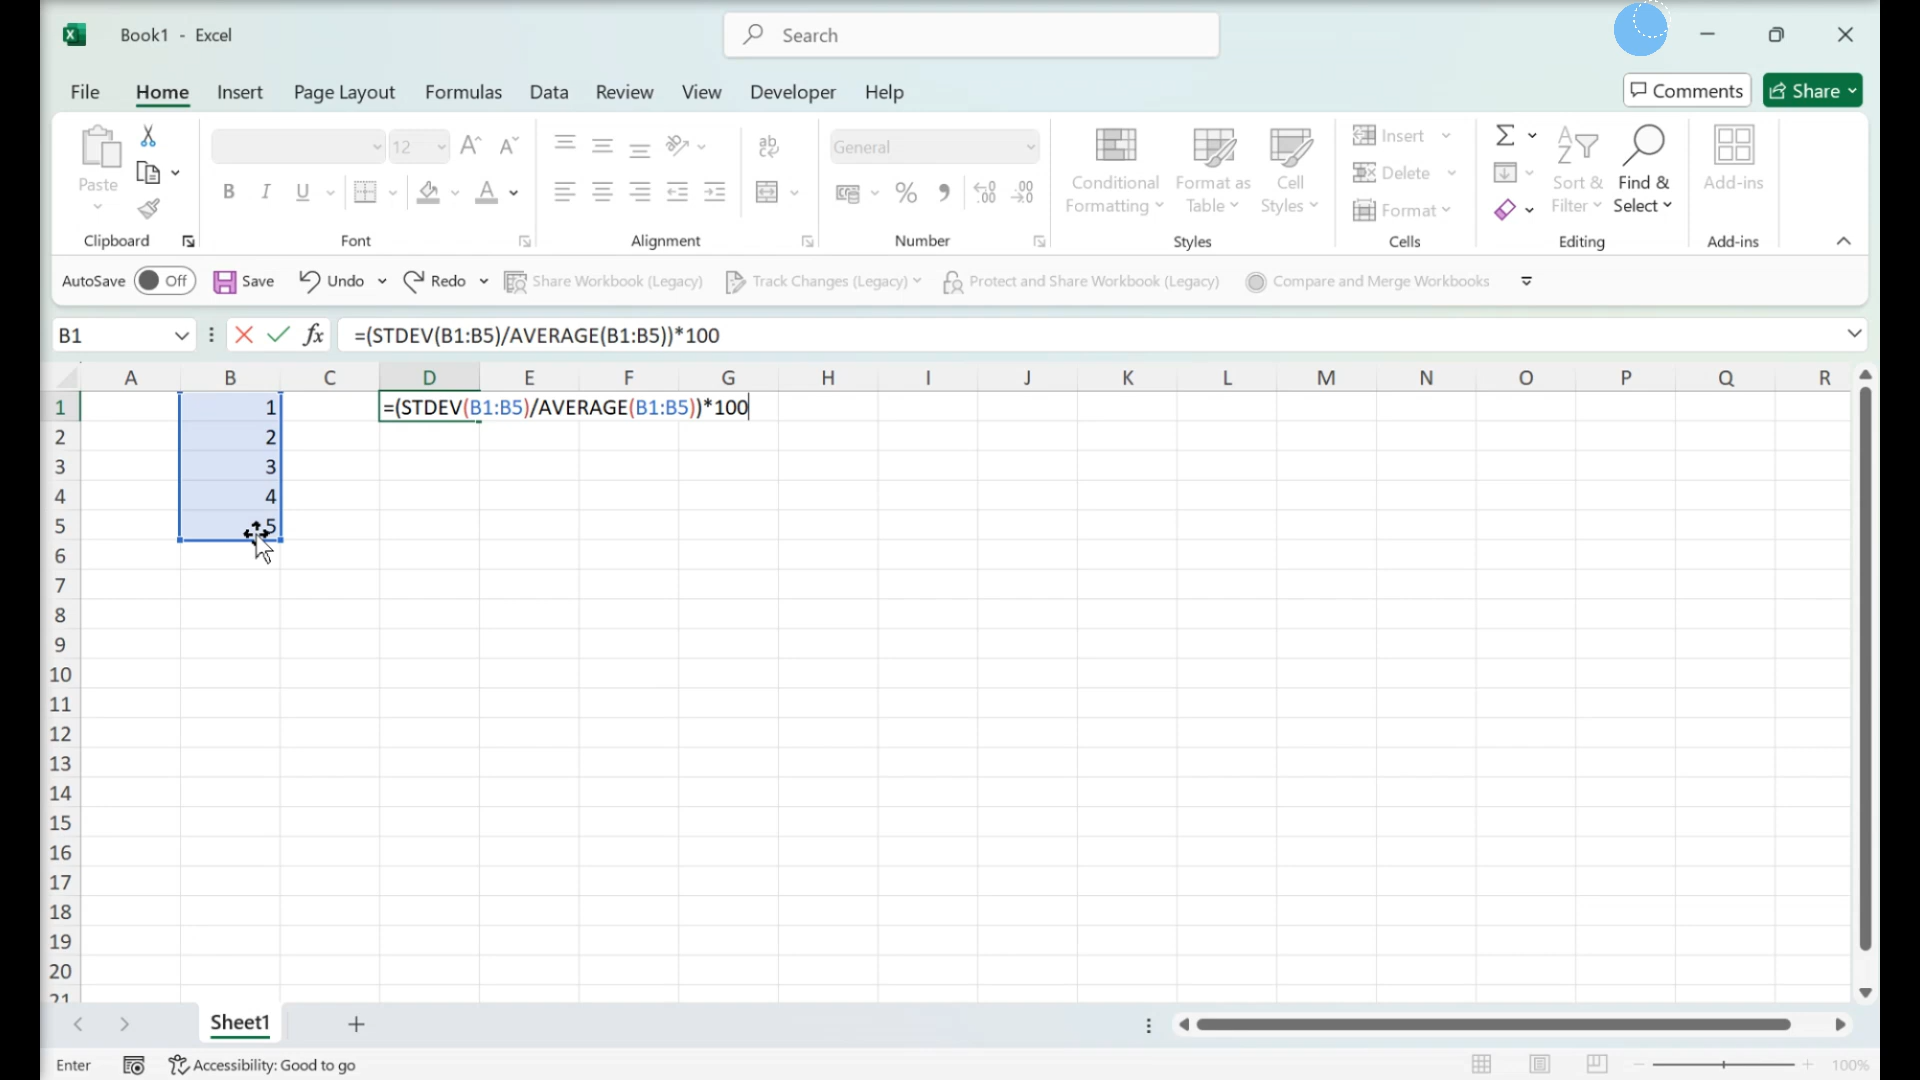 Book1 - Excel
Search
File Home Insert Page Layout Formulas Data Review View Developer Help
Comments Share
Paste
12
B I U A
ab
General
% ,
Conditional Formatting
Format as Table
Cell Styles
Insert
Delete
Format
Sort & Filter
Find & Select
Add-ins
Clipboard Font Alignment Number Styles Cells Editing Add-ins
AutoSave Off Save Undo Redo Share Workbook (Legacy) Track Changes (Legacy) Protect and Share Workbook (Legacy) Compare and Merge Workbooks
B1 fx =(STDEV(B1:B5)/AVERAGE(B1:B5))*100
A B C D E F G H I J K L M N O P Q R
1 1 =(STDEV(B1:B5)/AVERAGE(B1:B5))*100
2 2
3 3
4 4
5 5
6
7
8
9
10
11
12
13
14
15
16
17
18
19
20
21
Sheet1
Enter Accessibility: Good to go 100%